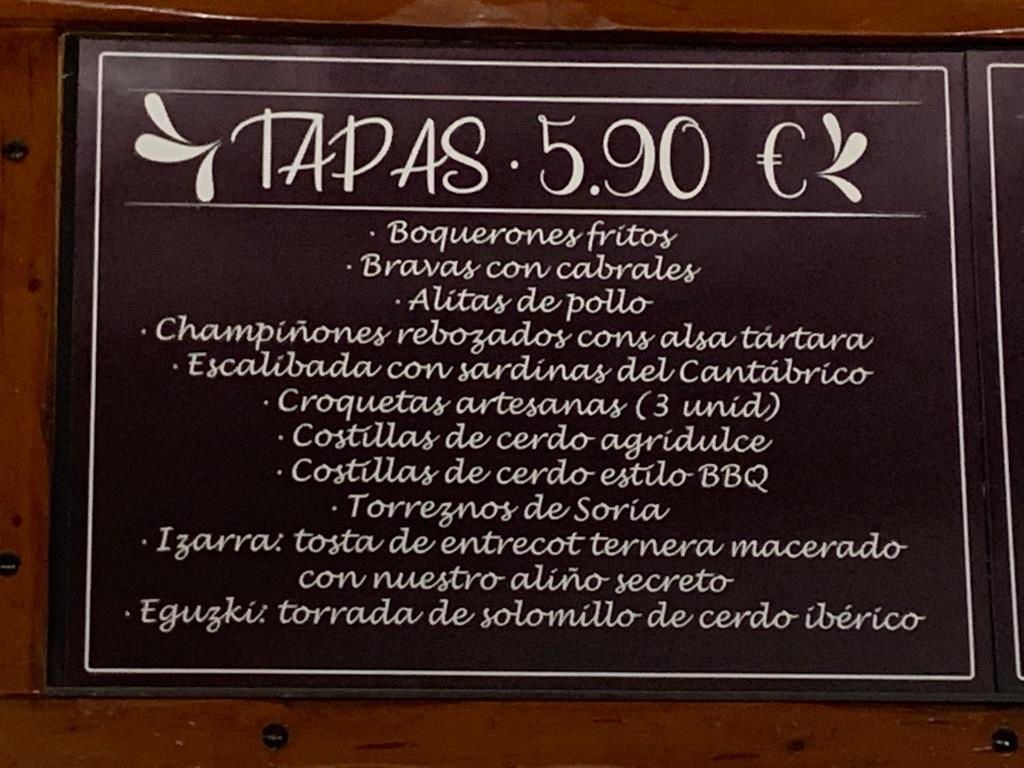 TAPAS · 5.90 €
· Boquerones fritos
· Bravas con cabrales
· Alitas de pollo
· Champiñones rebozados cons alsa tártara
· Escalibada con sardinas del Cantábrico
· Croquetas artesanas (3 unid)
· Costillas de cerdo agridulce
· Costillas de cerdo estilo BBQ
· Torreznos de Soria
· Izarra: tosta de entrecot ternera macerado
con nuestro aliño secreto
· Eguzki: torrada de solomillo de cerdo ibérico